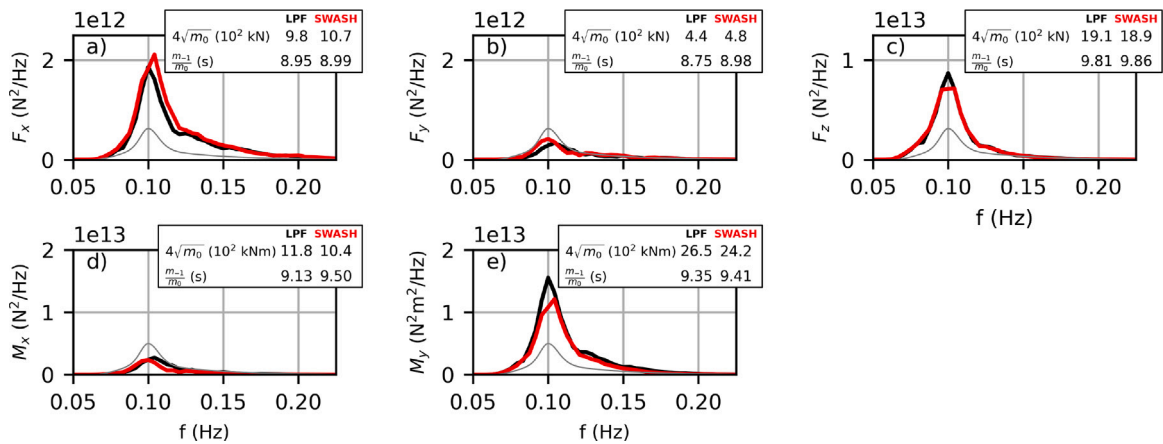 1e12
a)
LPF SWASH
4√m₀ (10² kN) 9.8 10.7
m₋₁/m₀ (s) 8.95 8.99
Fₓ (N²/Hz)
2
1
0
0.05 0.10 0.15 0.20
1e12
b)
LPF SWASH
4√m₀ (10² kN) 4.4 4.8
m₋₁/m₀ (s) 8.75 8.98
F_y (N²/Hz)
2
1
0
0.05 0.10 0.15 0.20
1e13
c)
LPF SWASH
4√m₀ (10² kN) 19.1 18.9
m₋₁/m₀ (s) 9.81 9.86
F_z (N²/Hz)
1
0
0.05 0.10 0.15 0.20
f (Hz)
1e13
d)
LPF SWASH
4√m₀ (10² kNm) 11.8 10.4
m₋₁/m₀ (s) 9.13 9.50
Mₓ (N²/Hz)
2
1
0
0.05 0.10 0.15 0.20
f (Hz)
1e13
e)
LPF SWASH
4√m₀ (10² kNm) 26.5 24.2
m₋₁/m₀ (s) 9.35 9.41
M_y (N²m²/Hz)
2
1
0
0.05 0.10 0.15 0.20
f (Hz)